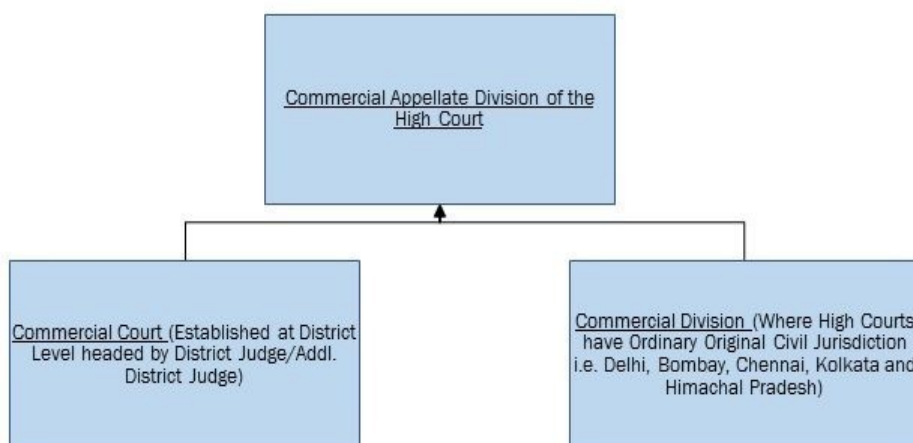 Commercial Appellate Division of the
High Court
Commercial Court (Established at District
Level headed by District Judge/Addl.
District Judge)
Commercial Division (Where High Courts
have Ordinary Original Civil Jurisdiction
i.e. Delhi, Bombay, Chennai, Kolkata and
Himachal Pradesh)